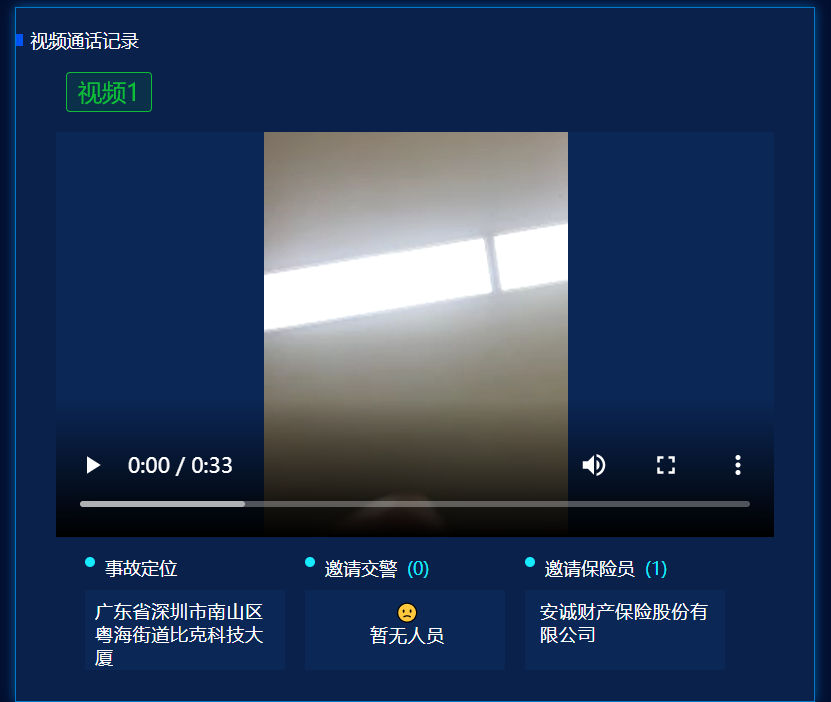 视频通话记录
视频1
0:00 / 0:33
事故定位
邀请交警 (0)
邀请保险员 (1)
广东省深圳市南山区
粤海街道比克科技大
厦
暂无人员
安诚财产保险股份有
限公司